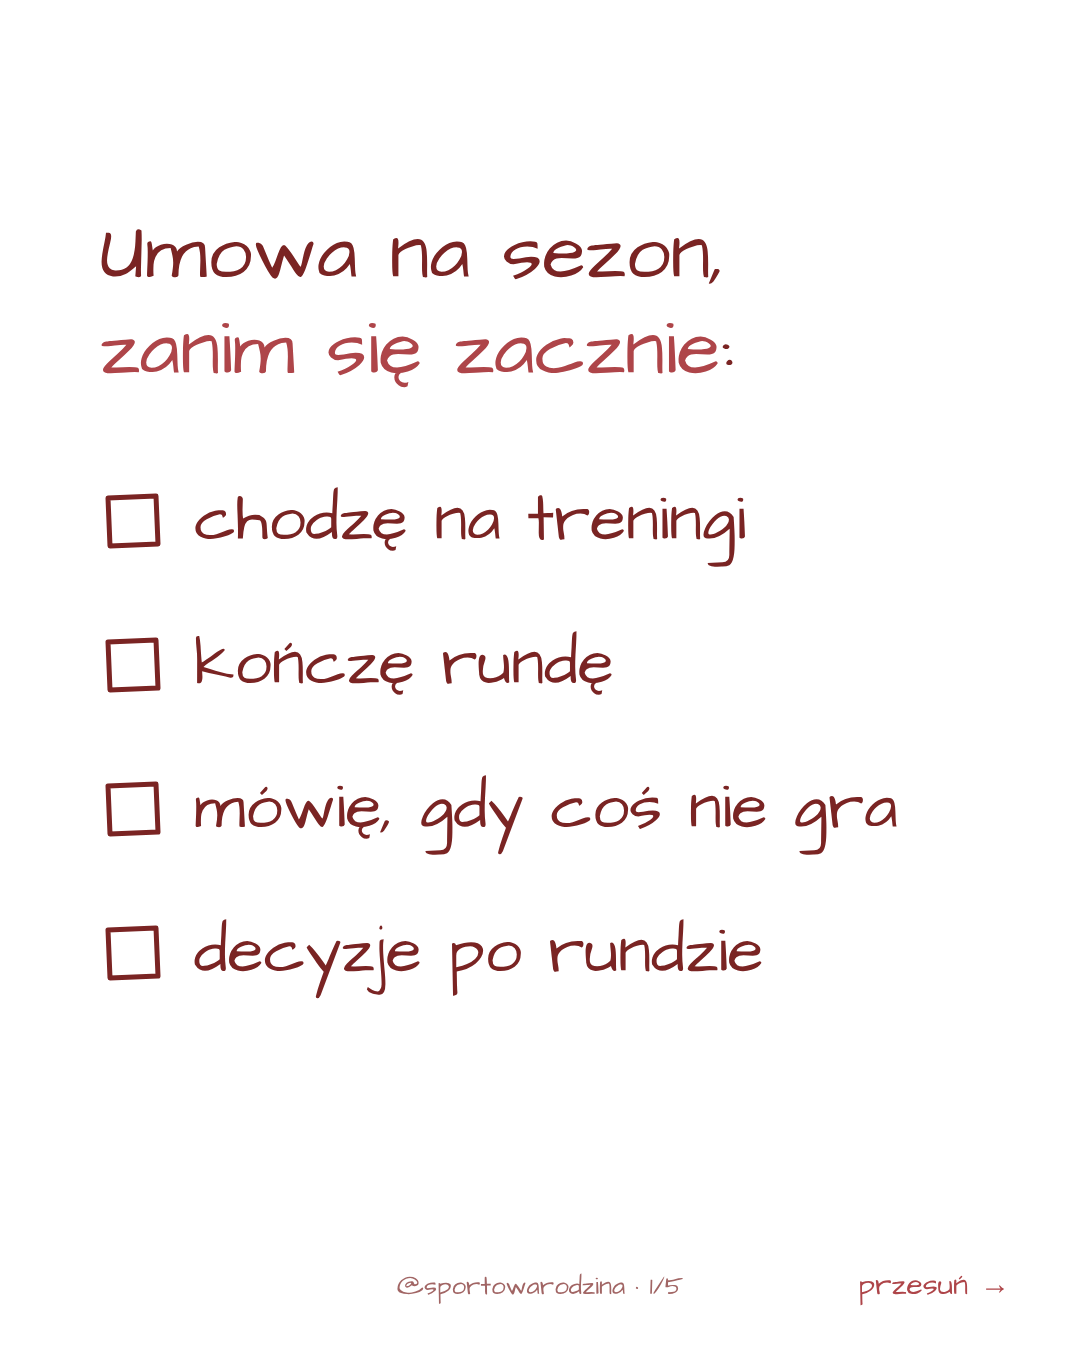 Umowa na sezon,
zanim się zacznie:
chodzę na treningi
kończę rundę
mówię, gdy coś nie gra
decyzje po rundzie
@sportowarodzina · 1/5
przesuń →